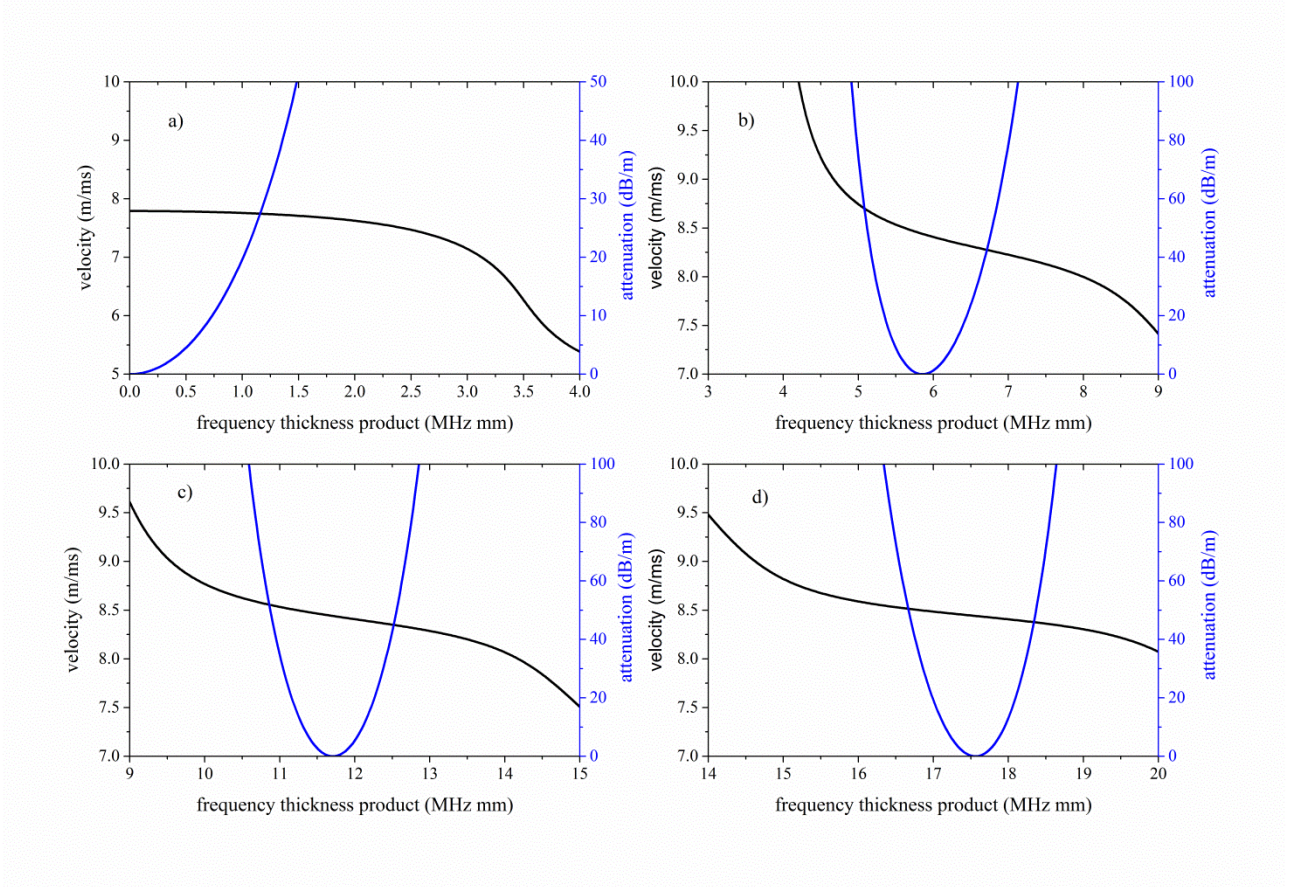 a)
velocity (m/ms)
10
9
8
7
6
5
0.0 0.5 1.0 1.5 2.0 2.5 3.0 3.5 4.0
frequency thickness product (MHz mm)
50
40
30
20
10
0
attenuation (dB/m)
b)
velocity (m/ms)
10.0
9.5
9.0
8.5
8.0
7.5
7.0
3 4 5 6 7 8 9
frequency thickness product (MHz mm)
100
80
60
40
20
0
attenuation (dB/m)
c)
velocity (m/ms)
10.0
9.5
9.0
8.5
8.0
7.5
7.0
9 10 11 12 13 14 15
frequency thickness product (MHz mm)
100
80
60
40
20
0
attenuation (dB/m)
d)
velocity (m/ms)
10.0
9.5
9.0
8.5
8.0
7.5
7.0
14 15 16 17 18 19 20
frequency thickness product (MHz mm)
100
80
60
40
20
0
attenuation (dB/m)